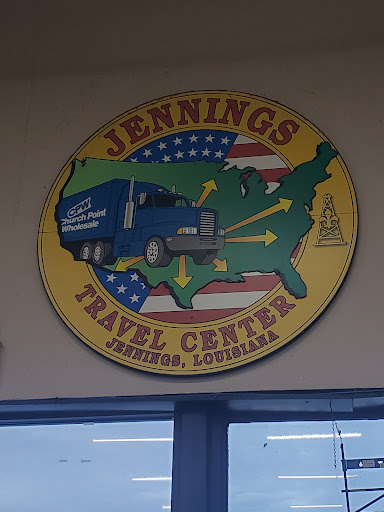 JENNINGS
CPW
Church Point
Wholesale
TRAVEL CENTER
JENNINGS, LOUISIANA